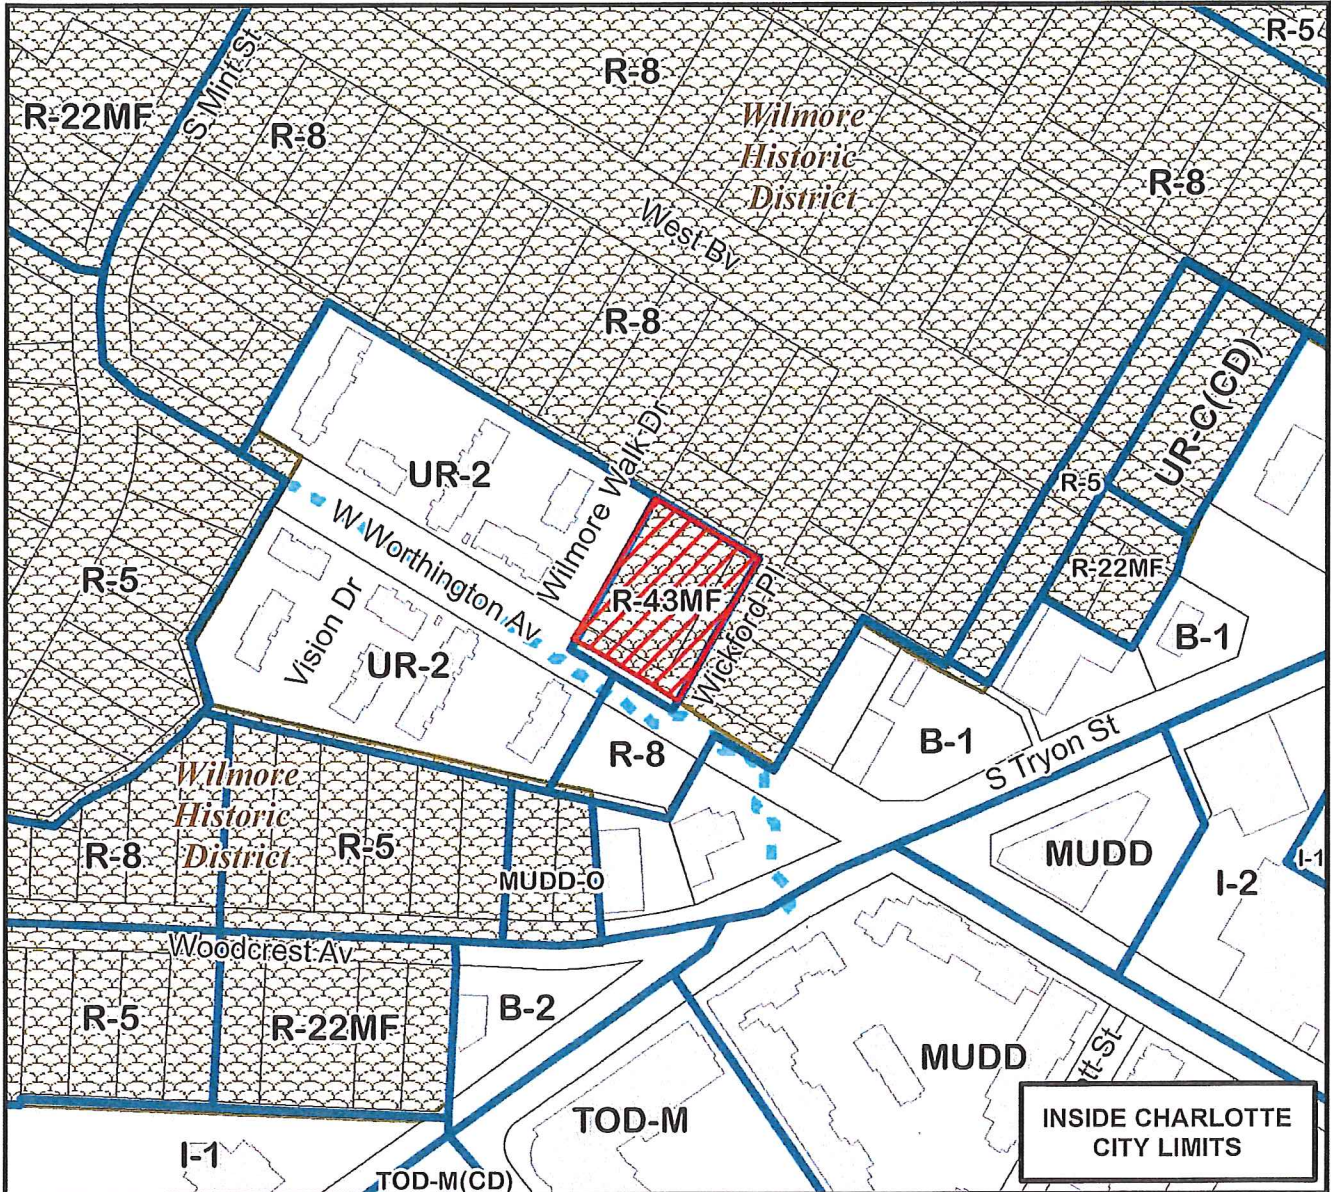 R-5
R-8
R-22MF
S Mint St
R-8
Wilmore
Historic
District
R-8
West Bv
R-8
UR-C(CD)
R-5
UR-2
Wilmore Walk Dr
W Worthington Av
R-43MF
R-22MF
Wickford Pl
R-5
Vision Dr
UR-2
B-1
R-8
B-1
S Tryon St
Wilmore
Historic
District
R-8
R-5
MUDD-O
MUDD
I-2
I-1
Woodcrest Av
R-5
R-22MF
B-2
MUDD
TOD-M
I-1
TOD-M(CD)
INSIDE CHARLOTTE
CITY LIMITS